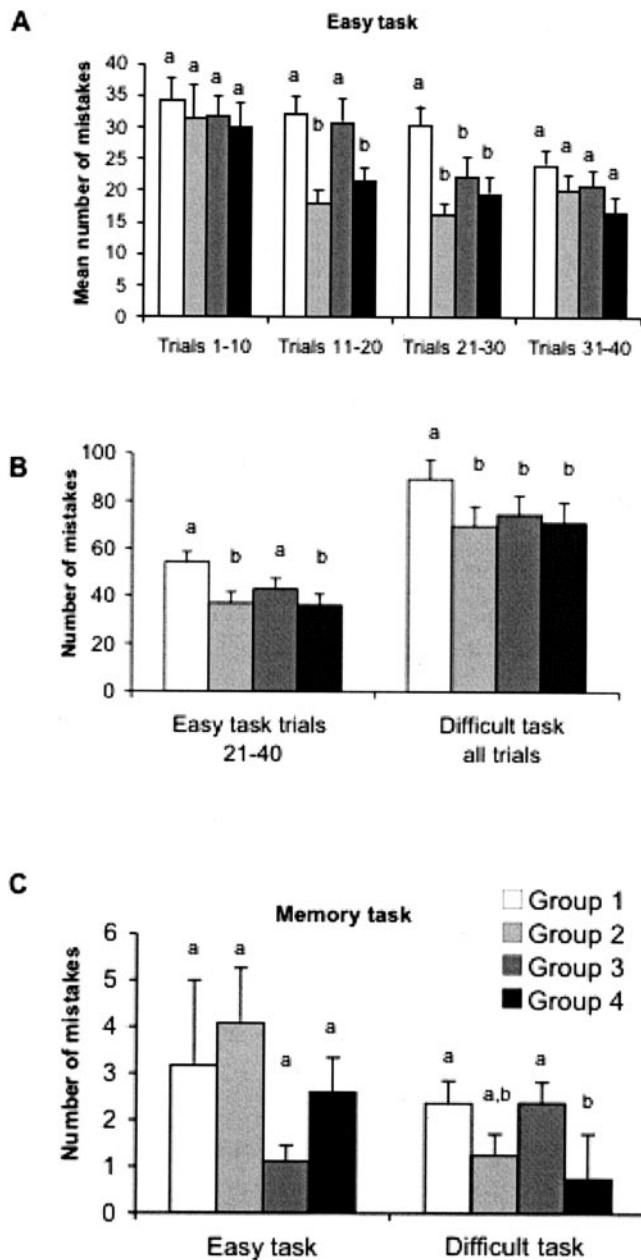 A
Easy task
Mean number of mistakes
40
35
30
25
20
15
10
5
0
a a a a a b a b a b b b a a a a
Trials 1-10 Trials 11-20 Trials 21-30 Trials 31-40
B
Number of mistakes
100
80
60
40
20
0
a b a b a b b b
Easy task trials Difficult task
21-40 all trials
C
Memory task
Group 1
Group 2
Group 3
Group 4
Number of mistakes
6
5
4
3
2
1
0
a a a a a a,b a b
Easy task Difficult task